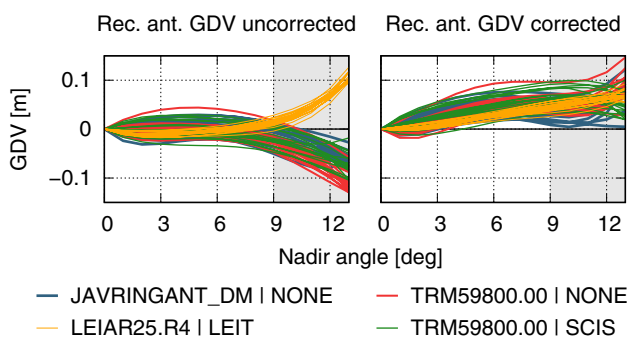 Rec. ant. GDV uncorrected Rec. ant. GDV corrected
GDV [m]
0.1
0
−0.1
0 3 6 9 12 0 3 6 9 12
Nadir angle [deg]
JAVRINGANT_DM | NONE TRM59800.00 | NONE
LEIAR25.R4 | LEIT TRM59800.00 | SCIS